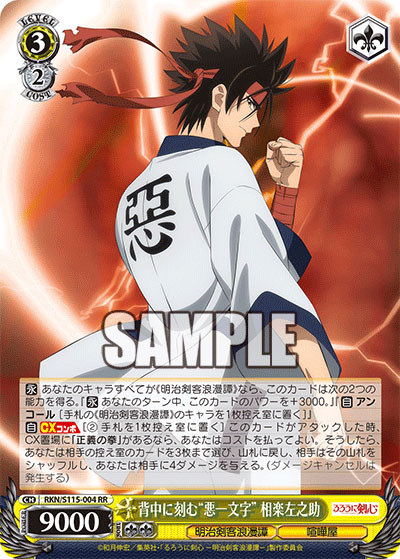 LEVEL
3
2
COST
惡
SAMPLE
【永】 あなたのキャラすべてが《明治剣客浪漫譚》なら、このカードは次の2つの
能力を得る。『【永】 あなたのターン中、このカードのパワーを+3000。』『【自】 アン
コール ［手札の《明治剣客浪漫譚》のキャラを1枚控え室に置く］』
【自】 CXコンボ ［② 手札を1枚控え室に置く］ このカードがアタックした時、
CX置場に「正義の拳」があるなら、あなたはコストを払ってよい。そうしたら、
あなたは相手の控え室のキャラを3枚まで選び、山札に戻し、相手はその山札を
シャッフルし、あなたは相手に4ダメージを与える。（ダメージキャンセルは
発生する）
CH
RKN/S115-004 RR
背中に刻む“悪一文字” 相楽左之助
るろうに剣心
POWER
9000
SOUL
明治剣客浪漫譚
喧嘩屋
©和月伸宏／集英社・「るろうに剣心 －明治剣客浪漫譚－」製作委員会